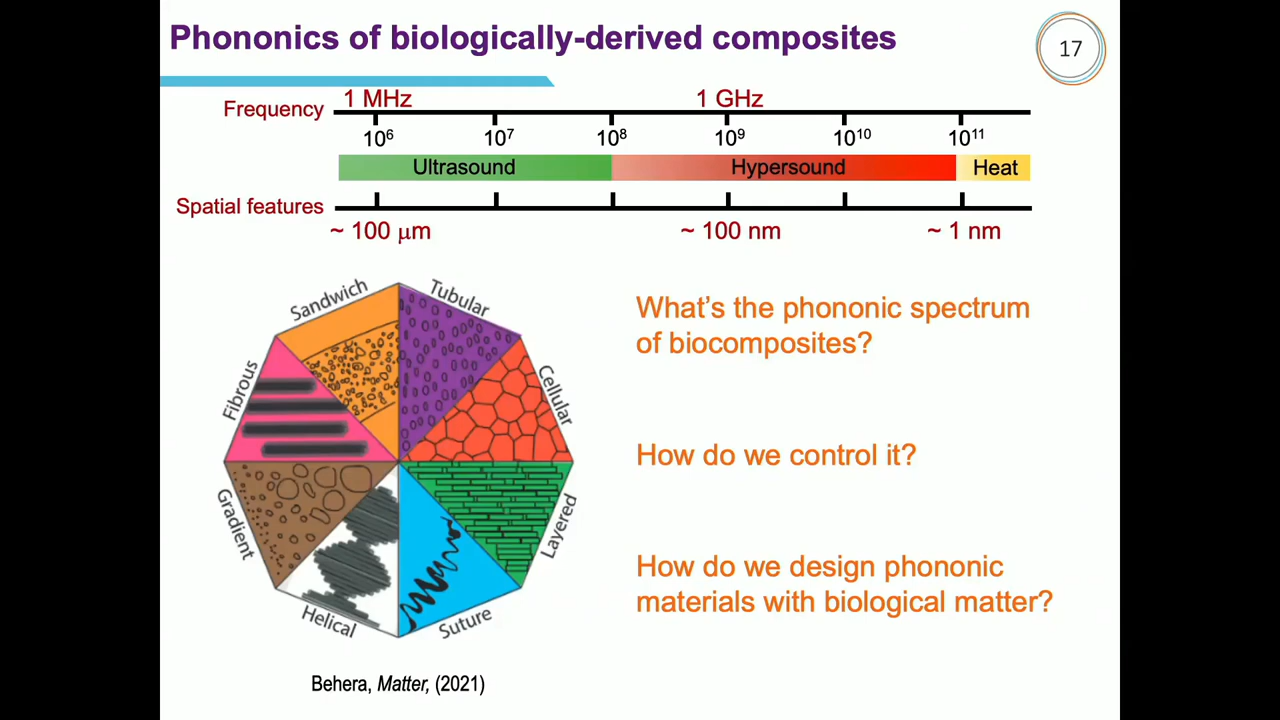 Phononics of biologically-derived composites
17
Frequency
1 MHz
1 GHz
10⁶
10⁷
10⁸
10⁹
10¹⁰
10¹¹
Ultrasound
Hypersound
Heat
Spatial features
~ 100 μm
~ 100 nm
~ 1 nm
Sandwich
Tubular
Cellular
Layered
Suture
Helical
Gradient
Fibrous
What’s the phononic spectrum
of biocomposites?
How do we control it?
How do we design phononic
materials with biological matter?
Behera, Matter, (2021)